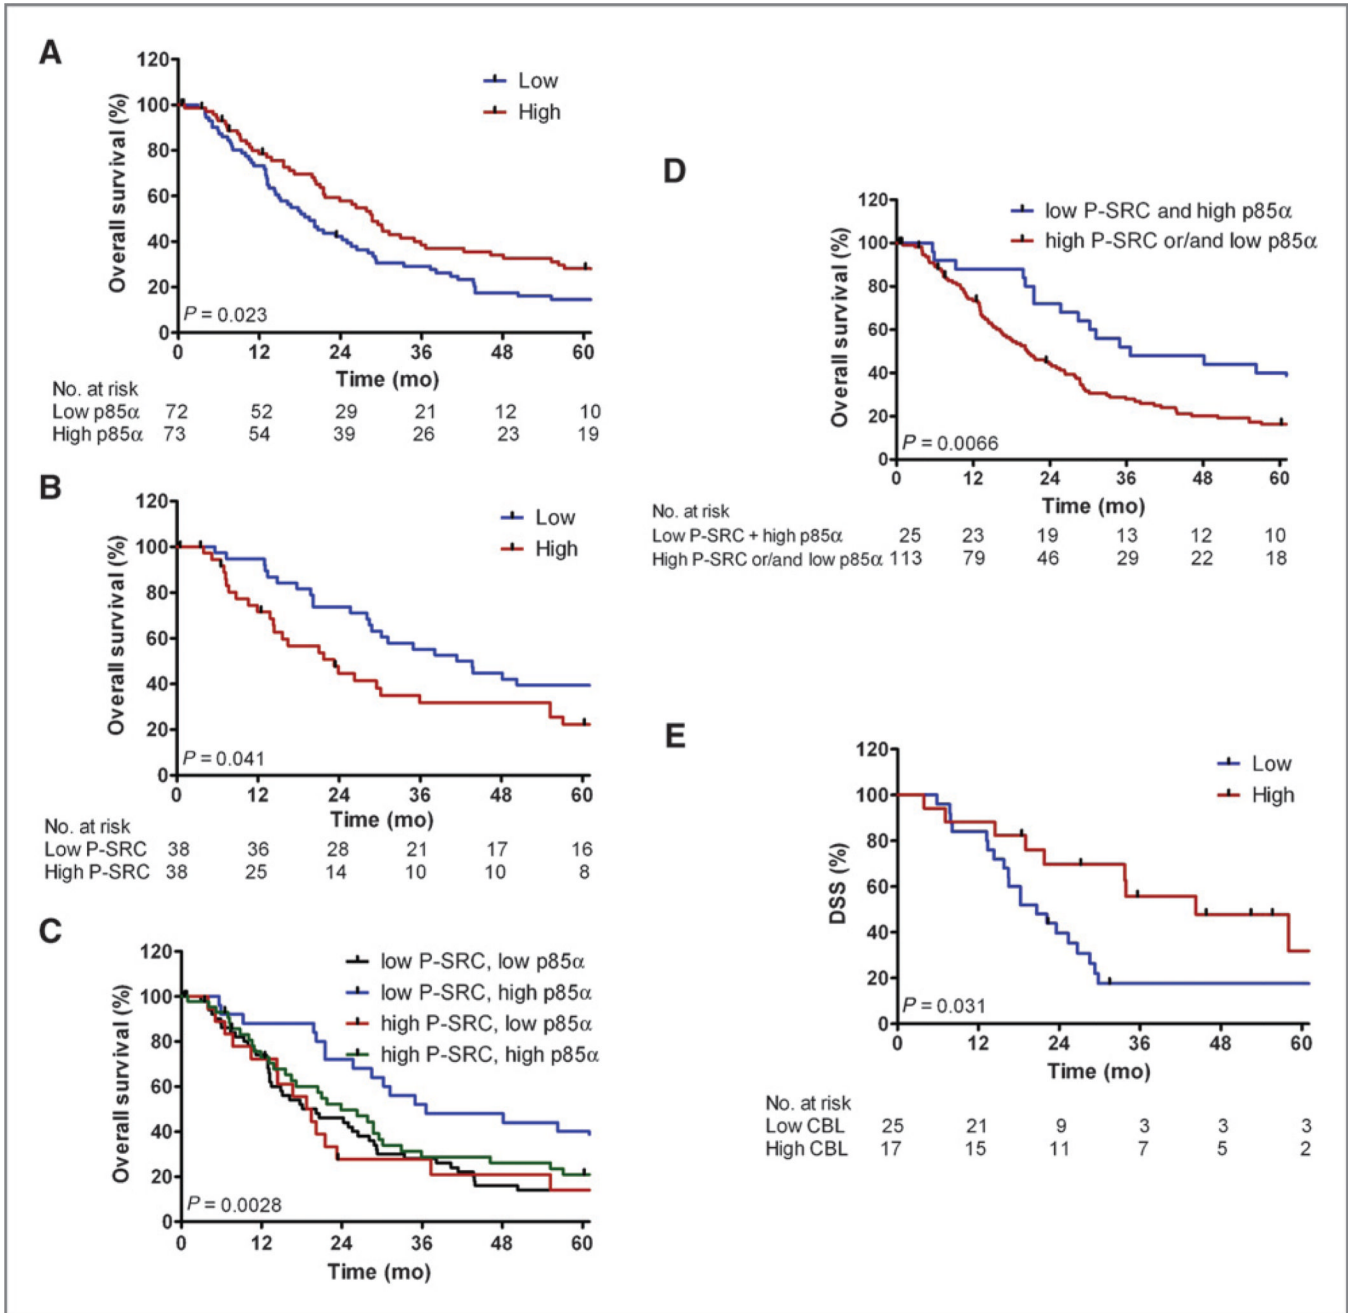 A
120
100
80
60
40
20
0
Overall survival (%)
Low
High
P = 0.023
0 12 24 36 48 60
Time (mo)
No. at risk
Low p85α 72 52 29 21 12 10
High p85α 73 54 39 26 23 19
B
120
100
80
60
40
20
0
Overall survival (%)
Low
High
P = 0.041
0 12 24 36 48 60
Time (mo)
No. at risk
Low P-SRC 38 36 28 21 17 16
High P-SRC 38 25 14 10 10 8
C
120
100
80
60
40
20
0
Overall survival (%)
low P-SRC, low p85α
low P-SRC, high p85α
high P-SRC, low p85α
high P-SRC, high p85α
P = 0.0028
0 12 24 36 48 60
Time (mo)
D
120
100
80
60
40
20
0
Overall survival (%)
low P-SRC and high p85α
high P-SRC or/and low p85α
P = 0.0066
0 12 24 36 48 60
Time (mo)
No. at risk
Low P-SRC + high p85α 25 23 19 13 12 10
High P-SRC or/and low p85α 113 79 46 29 22 18
E
120
100
80
60
40
20
0
DSS (%)
Low
High
P = 0.031
0 12 24 36 48 60
Time (mo)
No. at risk
Low CBL 25 21 9 3 3 3
High CBL 17 15 11 7 5 2